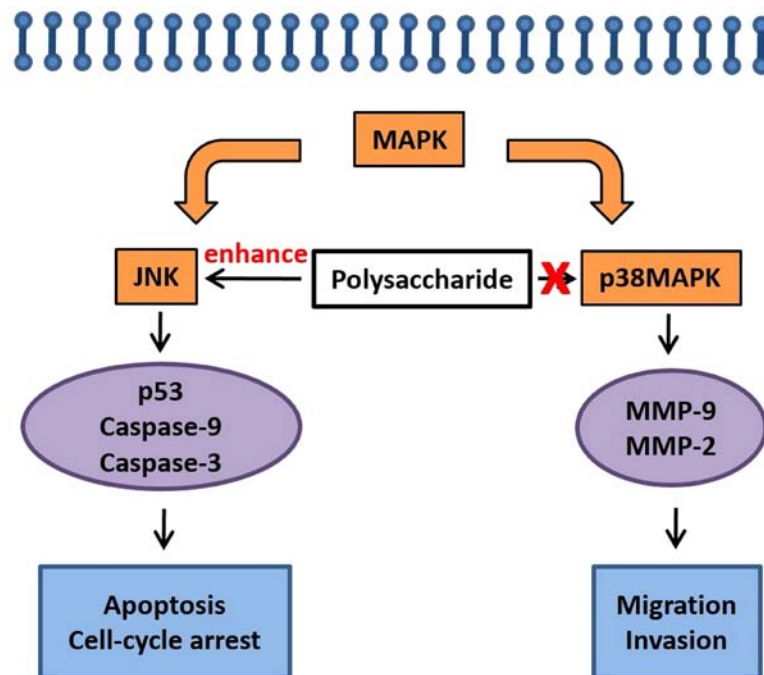 MAPK
enhance
JNK
Polysaccharide
X
p38MAPK
p53
Caspase-9
Caspase-3
MMP-9
MMP-2
Apoptosis
Cell-cycle arrest
Migration
Invasion